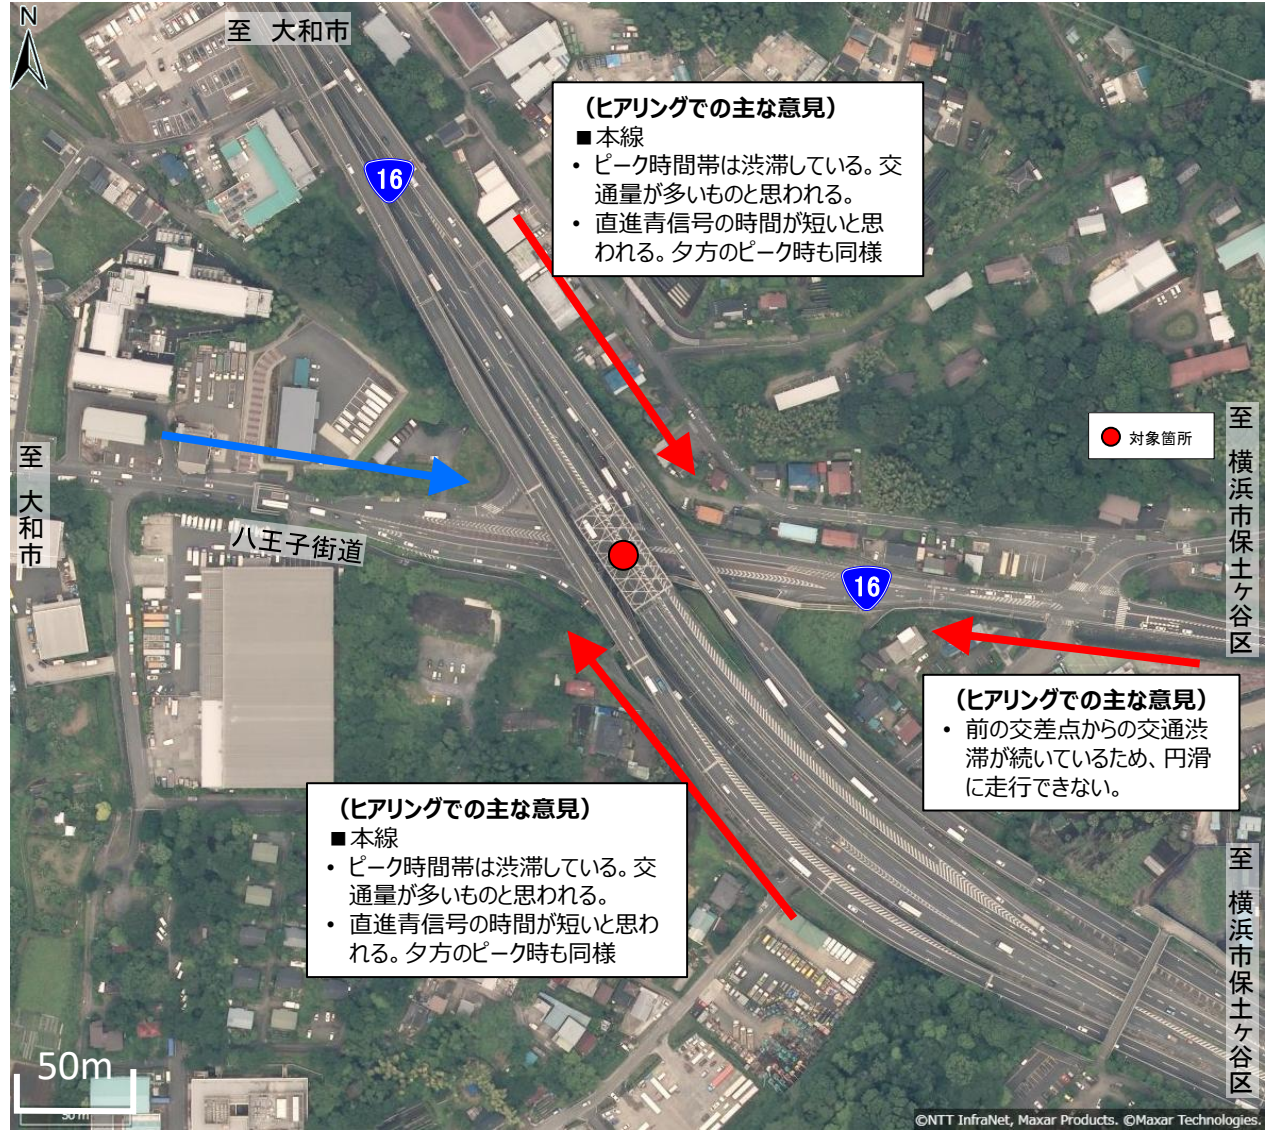 N
至 大和市
16
（ヒアリングでの主な意見）
■本線
• ピーク時間帯は渋滞している。交
通量が多いものと思われる。
• 直進青信号の時間が短いと思
われる。夕方のピーク時も同様
対象箇所
至 横浜市保土ケ谷区
至 大和市
八王子街道
16
（ヒアリングでの主な意見）
• 前の交差点からの交通渋
滞が続いているため、円滑
に走行できない。
（ヒアリングでの主な意見）
■本線
• ピーク時間帯は渋滞している。交
通量が多いものと思われる。
• 直進青信号の時間が短いと思わ
れる。夕方のピーク時も同様
至 横浜市保土ケ谷区
50m
50 m
©NTT InfraNet, Maxar Products. ©Maxar Technologies.